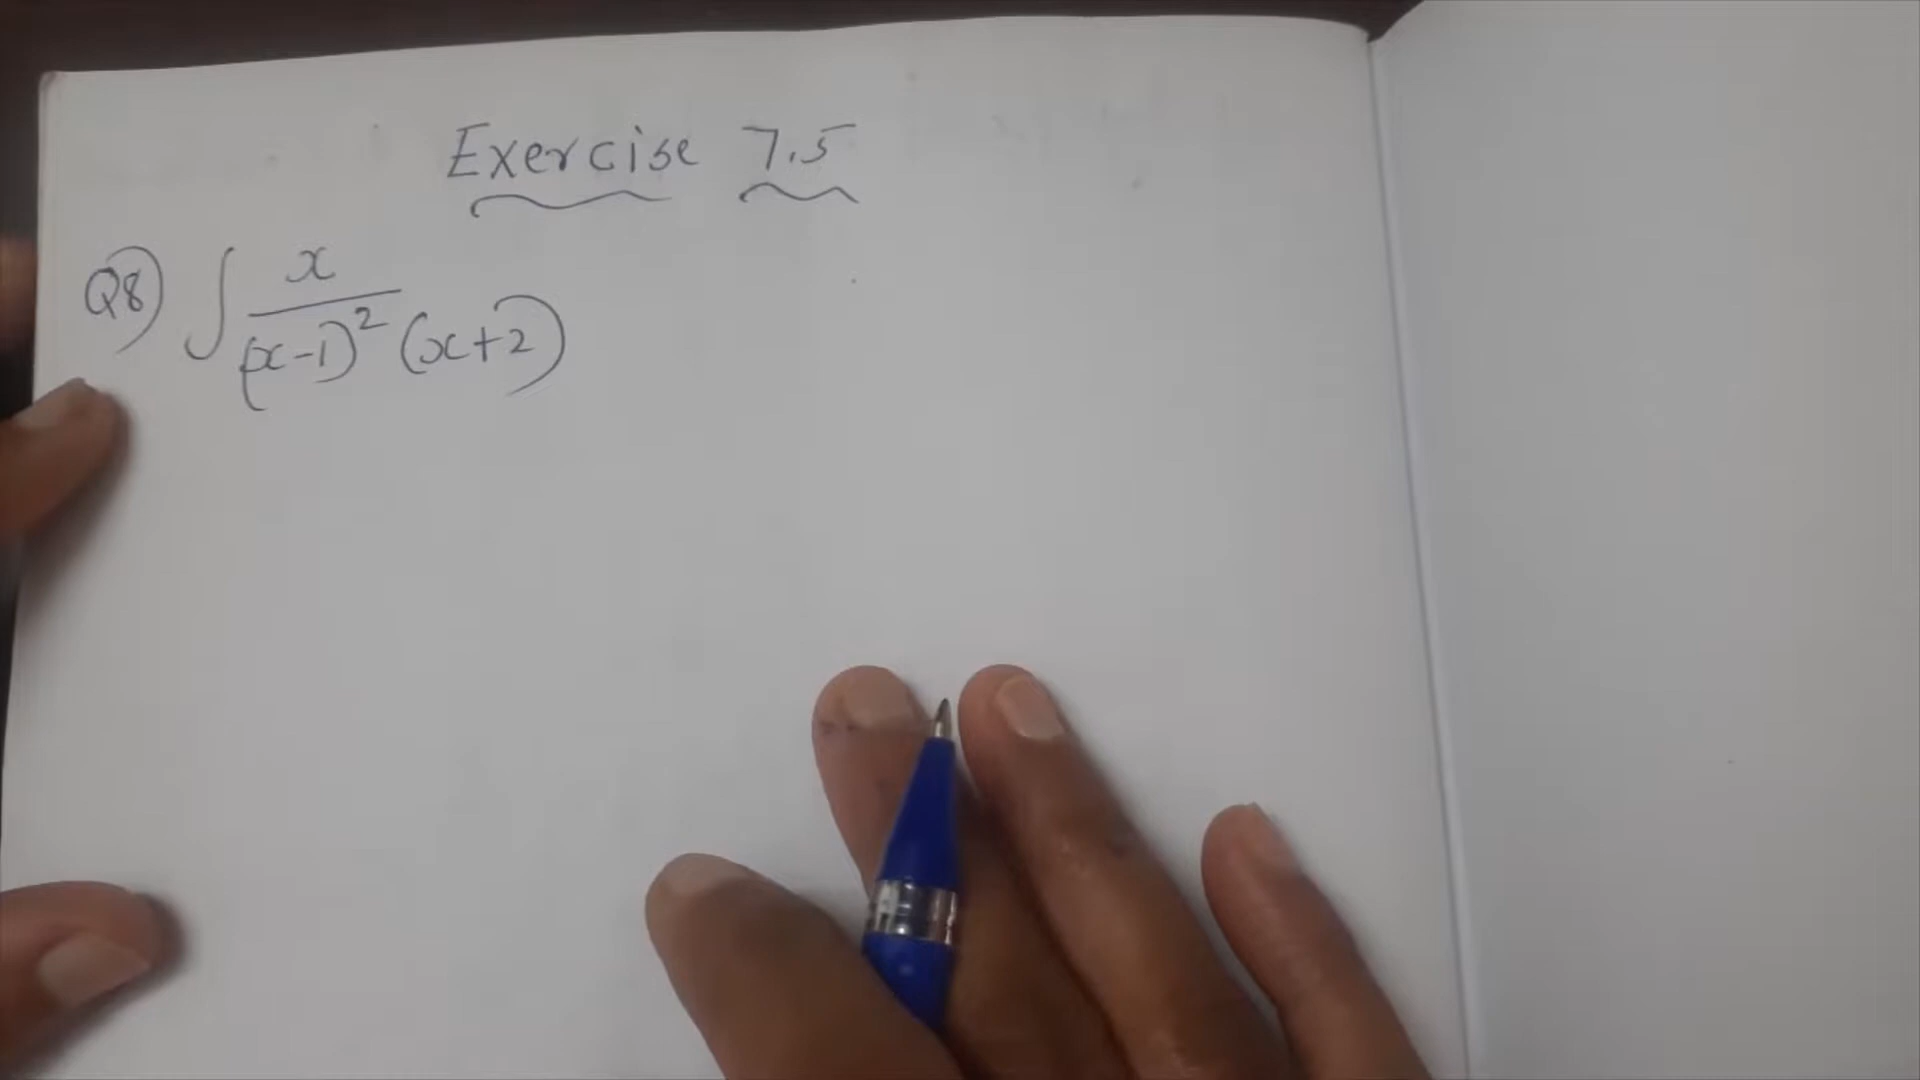 Exercise 7.5
Q8) ∫ x / (x-1)² (x+2)